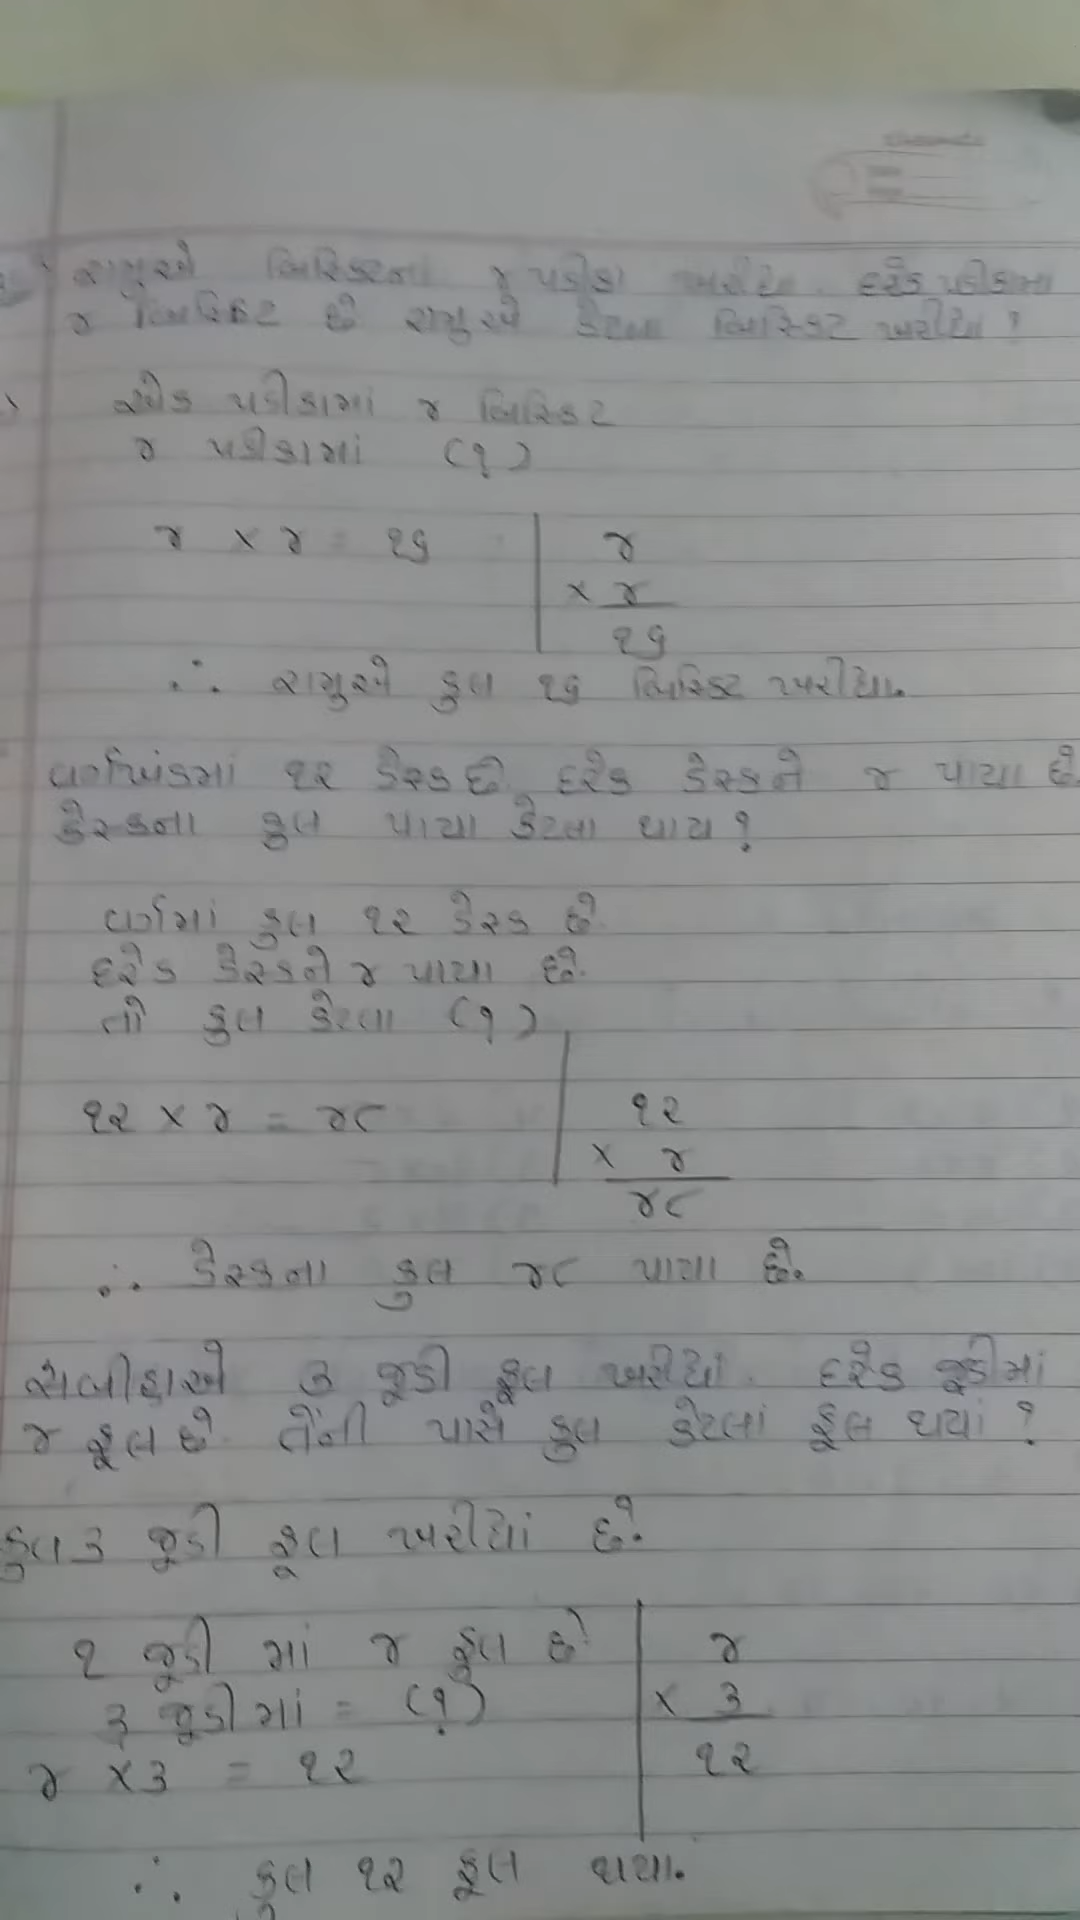 રાજુએ બિસ્કિટનાં ૪ પડીકા ખરીદ્યા. દરેક પડીકામાં
૪ બિસ્કિટ છે રાજુએ કેટલા બિસ્કિટ ખરીદ્યા ?
એક પડીકામાં ૪ બિસ્કિટ
૪ પડીકામાં (?)
૪ × ૪ = ૧૬
૪
× ૪
૧૬
∴ રાજુએ કુલ ૧૬ બિસ્કિટ ખરીદ્યા.
વર્ગખંડમાં ૧૨ ડેસ્ક છે. દરેક ડેસ્કને ૪ પાયા છે
ડેસ્કના કુલ પાયા કેટલા થાય ?
વર્ગમાં કુલ ૧૨ ડેસ્ક છે.
દરેક ડેસ્કને ૪ પાયા છે.
તો કુલ કેટલા (?)
૧૨ × ૪ = ૪૮
૧૨
× ૪
૪૮
∴ ડેસ્કના કુલ ૪૮ પાયા છે.
૩ જૂડી ફૂલ ખરીદ્યાં. દરેક જૂડીમાં
૪ ફૂલ છે. તેની પાસે કુલ કેટલાં ફૂલ થયાં ?
કુલ ૩ જૂડી ફૂલ ખરીદ્યાં છે.
૧ જૂડી માં ૪ ફુલ છે
૩ જૂડીમાં = (?)
૪ × ૩ = ૧૨
૪
× ૩
૧૨
∴ કુલ ૧૨ ફૂલ થયા.